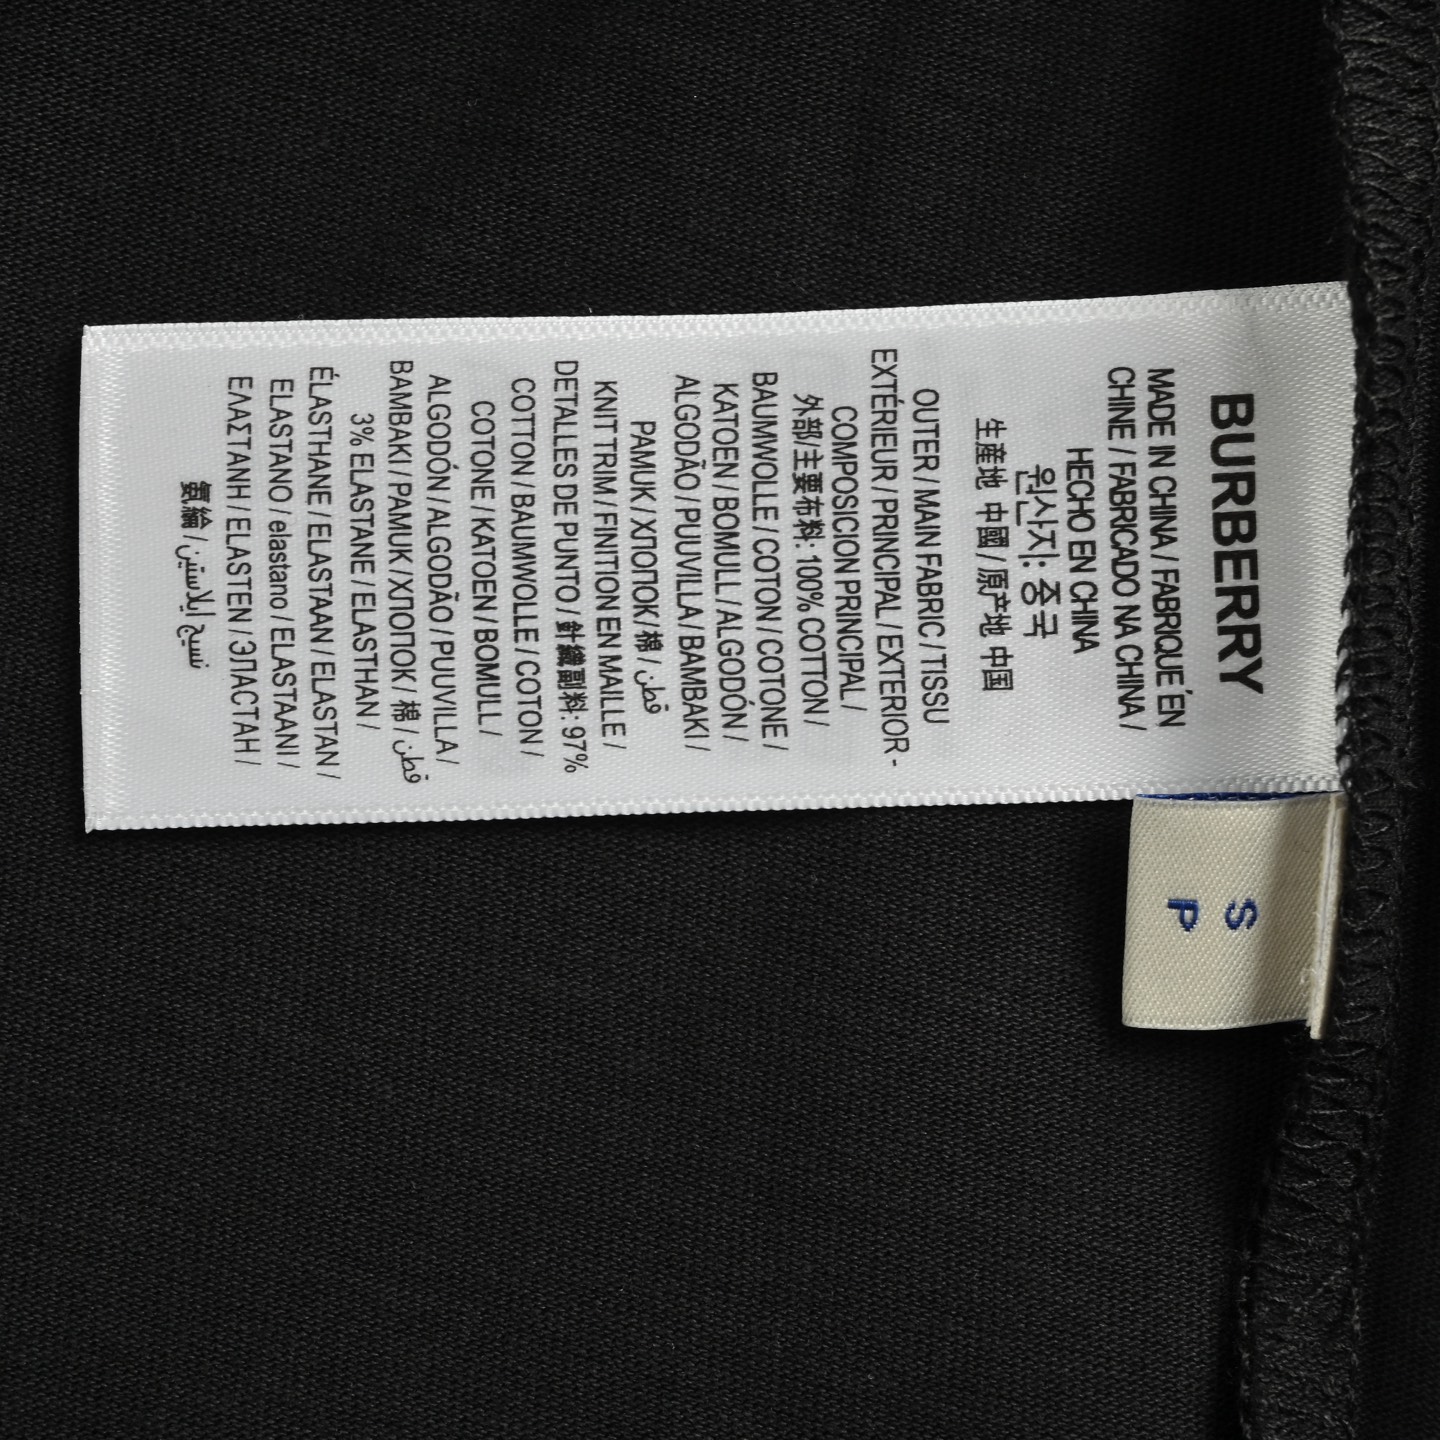 BURBERRY
MADE IN CHINA / FABRIQUÉ EN
CHINE / FABRICADO NA CHINA /
HECHO EN CHINA
원산지: 중국
生産地 中國 / 原产地 中国
OUTER / MAIN FABRIC / TISSU
EXTÉRIEUR / PRINCIPAL / EXTERIOR -
COMPOSICION PRINCIPAL /
外部/主要布料: 100% COTTON /
BAUMWOLLE / COTON / COTONE /
KATOEN / BOMULL / ALGODÓN /
ALGODÃO / PUUVILLA / BAMBAKI /
PAMUK / ХЛОПОК / 棉 / قطن
KNIT TRIM / FINITION EN MAILLE /
DETALLES DE PUNTO / 針織副料: 97%
COTTON / BAUMWOLLE / COTON /
COTONE / KATOEN / BOMULL /
ALGODÓN / ALGODÃO / PUUVILLA /
BAMBAKI / PAMUK / ХЛОПОК / 棉 / قطن
3% ELASTANE / ELASTHAN /
ÉLASTHANE / ELASTAAN / ELASTAN /
ELASTANO / elastano / ELASTAANI /
ΕΛΑΣΤΑΝΗ / ELASTEN / ЭЛАСТАН /
氨綸 / نسيج إيلاستين
S
P